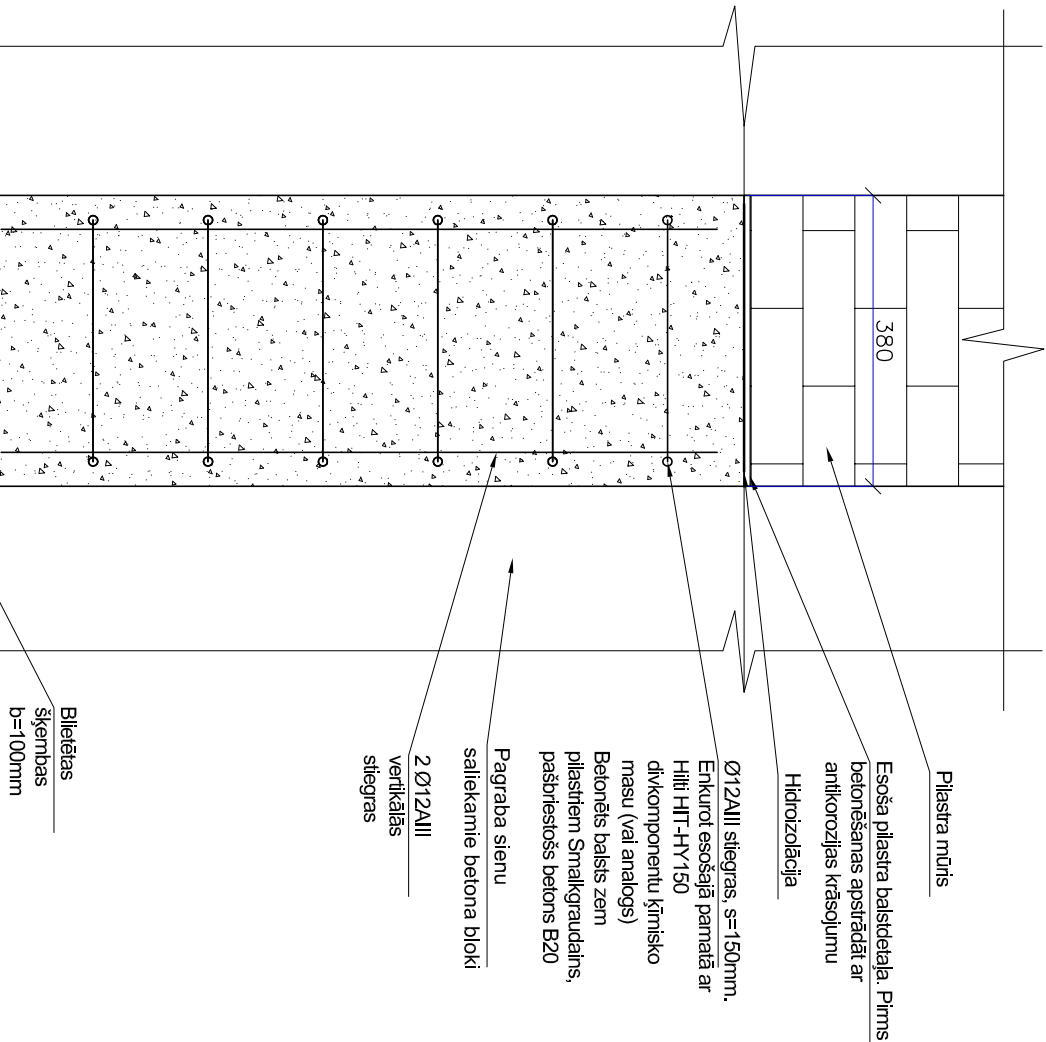 380
Pilastra mūris
Esoša pilastra balstdetaļa. Pirms
betonēšanas apstrādāt ar
antikorozijas krāsojumu
Hidroizolācija
Ø12AIII stiegras, s=150mm.
Enkurot esošajā pamatā ar
Hilti HIT-HY150
divkomponentu ķīmisko
masu (vai analogs)
Betonēts balsts zem
pilastriem Smalkgraudains,
pašbriestošs betons B20
Pagraba sienu
saliekamie betona bloki
2 Ø12AIII
vertikālās
stiegras
Blietētas
šķembas
b=100mm